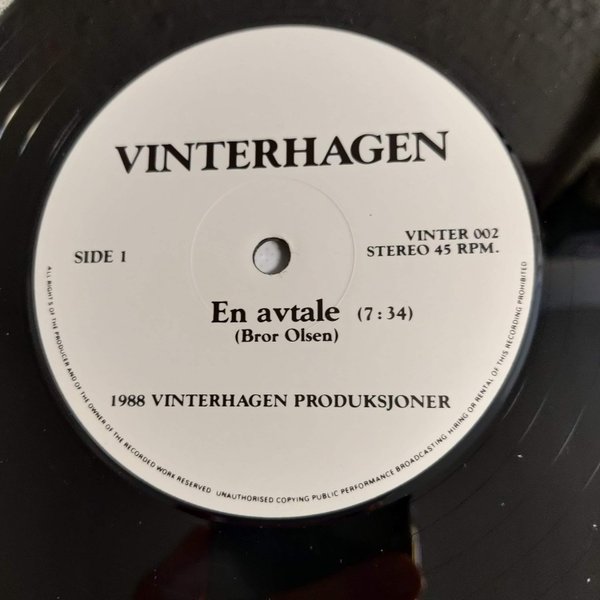 VINTERHAGEN
SIDE 1
VINTER 002
STEREO 45 RPM.
En avtale (7:34)
(Bror Olsen)
1988 VINTERHAGEN PRODUKSJONER
ALL RIGHTS OF THE PRODUCER AND OF THE OWNER OF THE RECORDED WORK RESERVED. UNAUTHORISED COPYING PUBLIC PERFORMANCE BROADCASTING HIRING OR RENTAL OF THIS RECORDING PROHIBITED